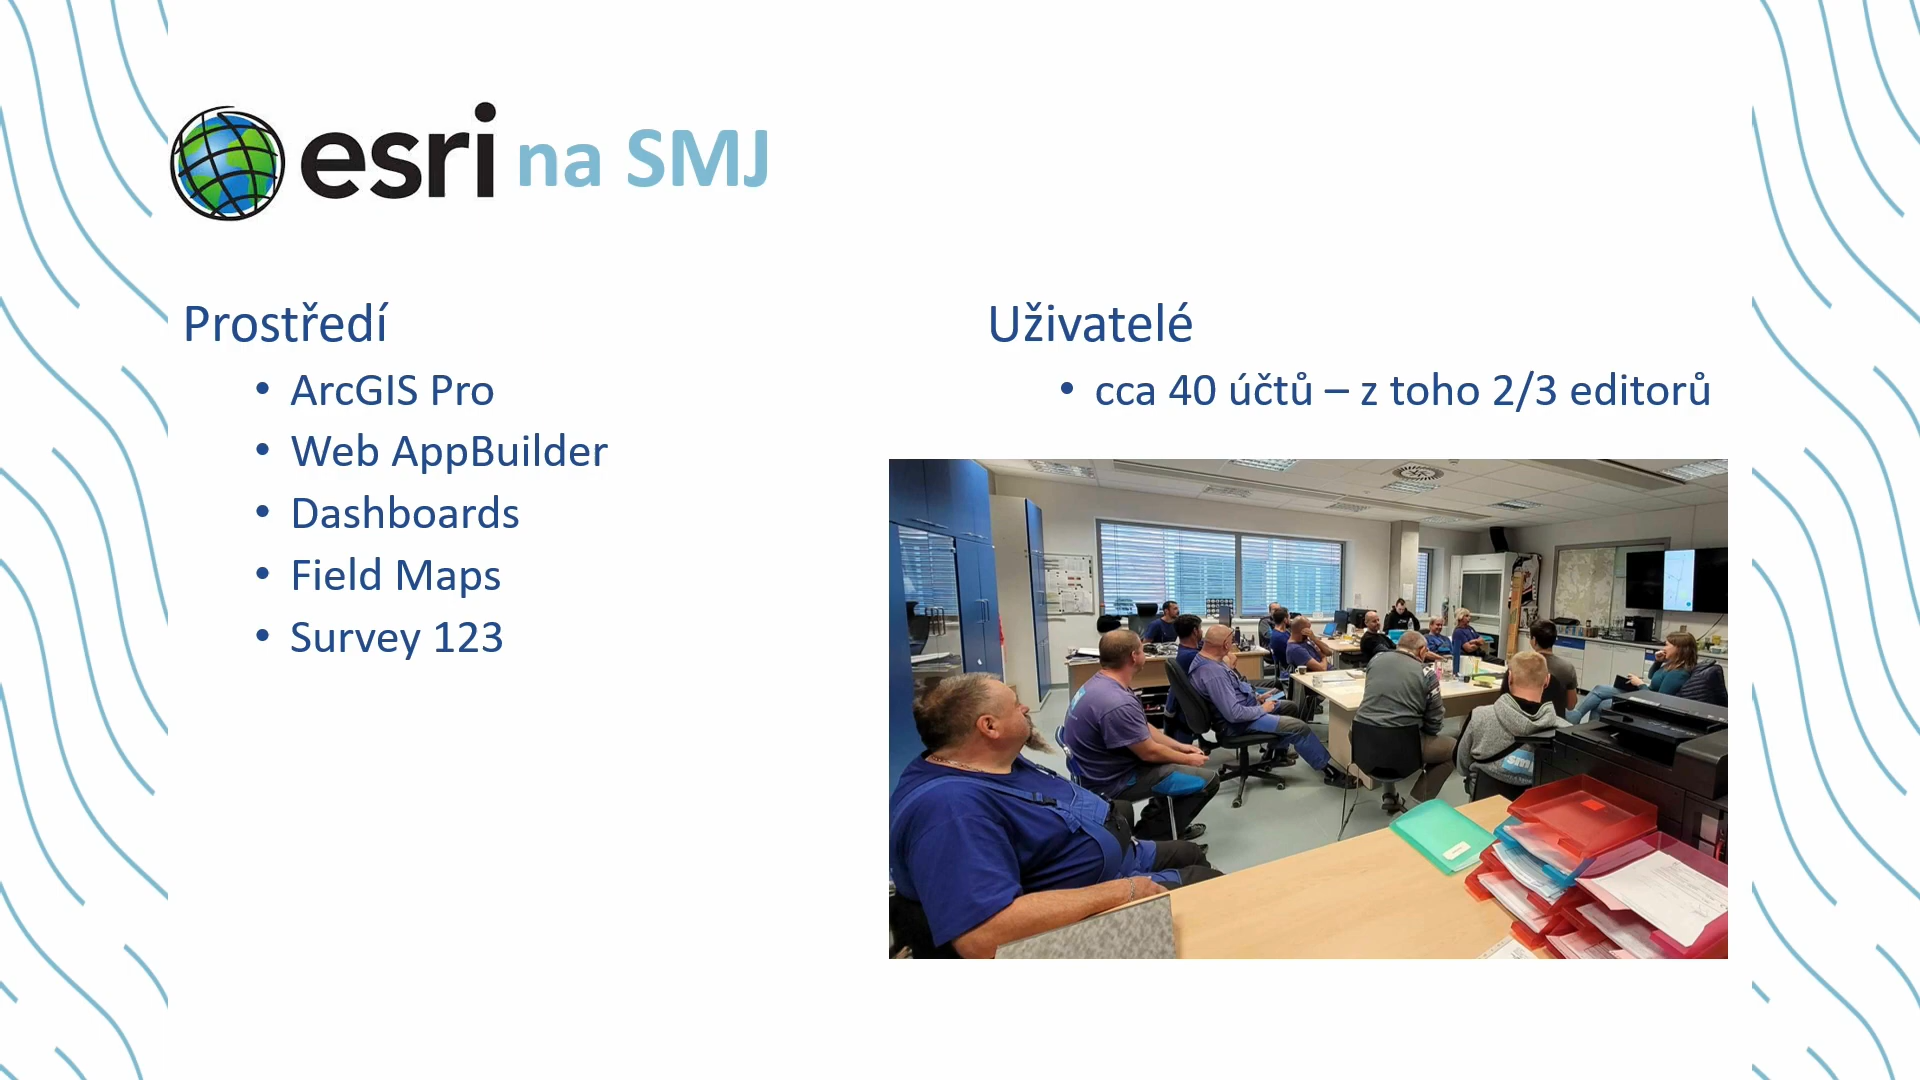 esri na SMJ
Prostředí
• ArcGIS Pro
• Web AppBuilder
• Dashboards
• Field Maps
• Survey 123
Uživatelé
• cca 40 účtů – z toho 2/3 editorů
smj